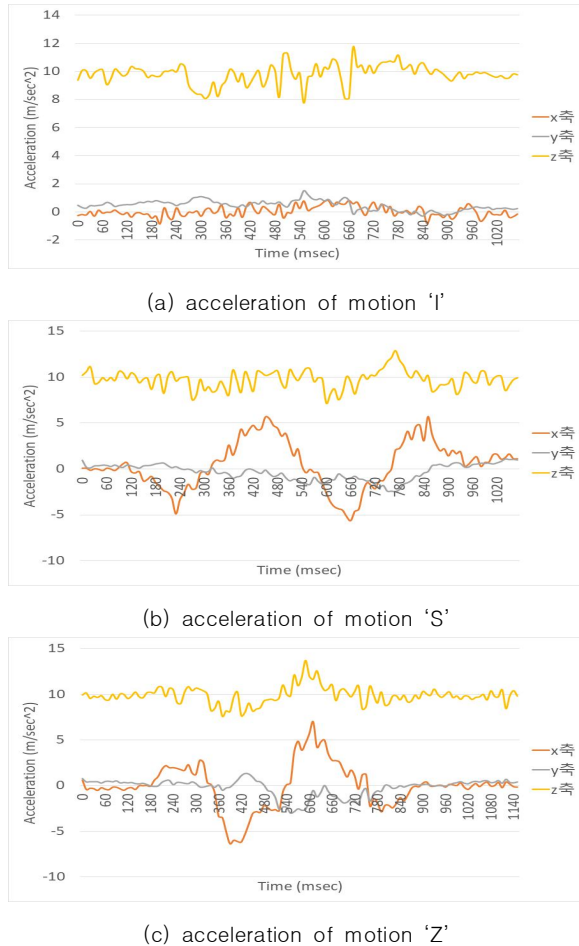 14
12
10
8
6
4
2
0
-2
Acceleration (m/sec^2)
0 60 120 180 240 300 360 420 480 540 600 660 720 780 840 900 960 1020
Time (msec)
x축
y축
z축
(a) acceleration of motion ‘I’
15
10
5
0
-5
-10
Acceleration (m/sec^2)
0 60 120 180 240 300 360 420 480 540 600 660 720 780 840 900 960 1020
Time (msec)
x축
y축
z축
(b) acceleration of motion ‘S’
15
10
5
0
-5
-10
Acceleration (m/sec^2)
0 60 120 180 240 300 360 420 480 540 600 660 720 780 840 900 960 1020 1080 1140
Time (msec)
x축
y축
z축
(c) acceleration of motion ‘Z’